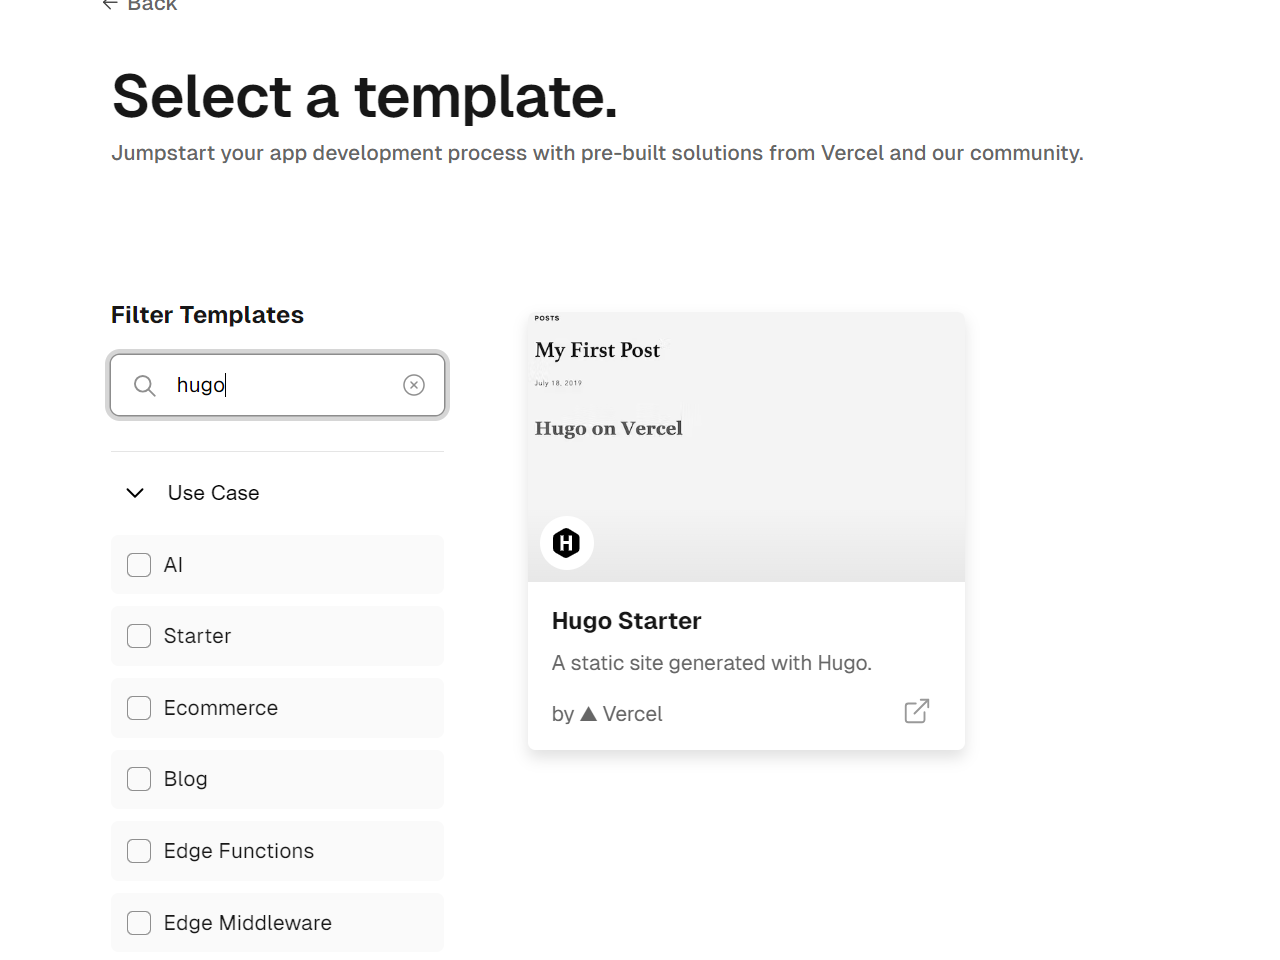 ← Back
Select a template.
Jumpstart your app development process with pre-built solutions from Vercel and our community.
Filter Templates
hugo
Use Case
AI
Starter
Ecommerce
Blog
Edge Functions
Edge Middleware
POSTS
My First Post
July 18, 2019
Hugo on Vercel
H
Hugo Starter
A static site generated with Hugo.
by ▲ Vercel